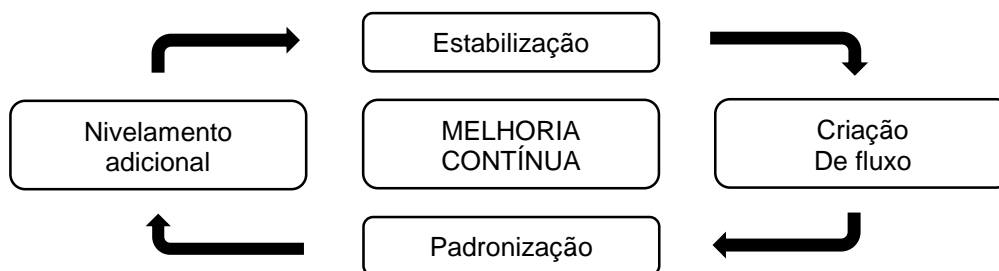 Estabilização
Nivelamento
adicional
MELHORIA
CONTÍNUA
Criação
De fluxo
Padronização